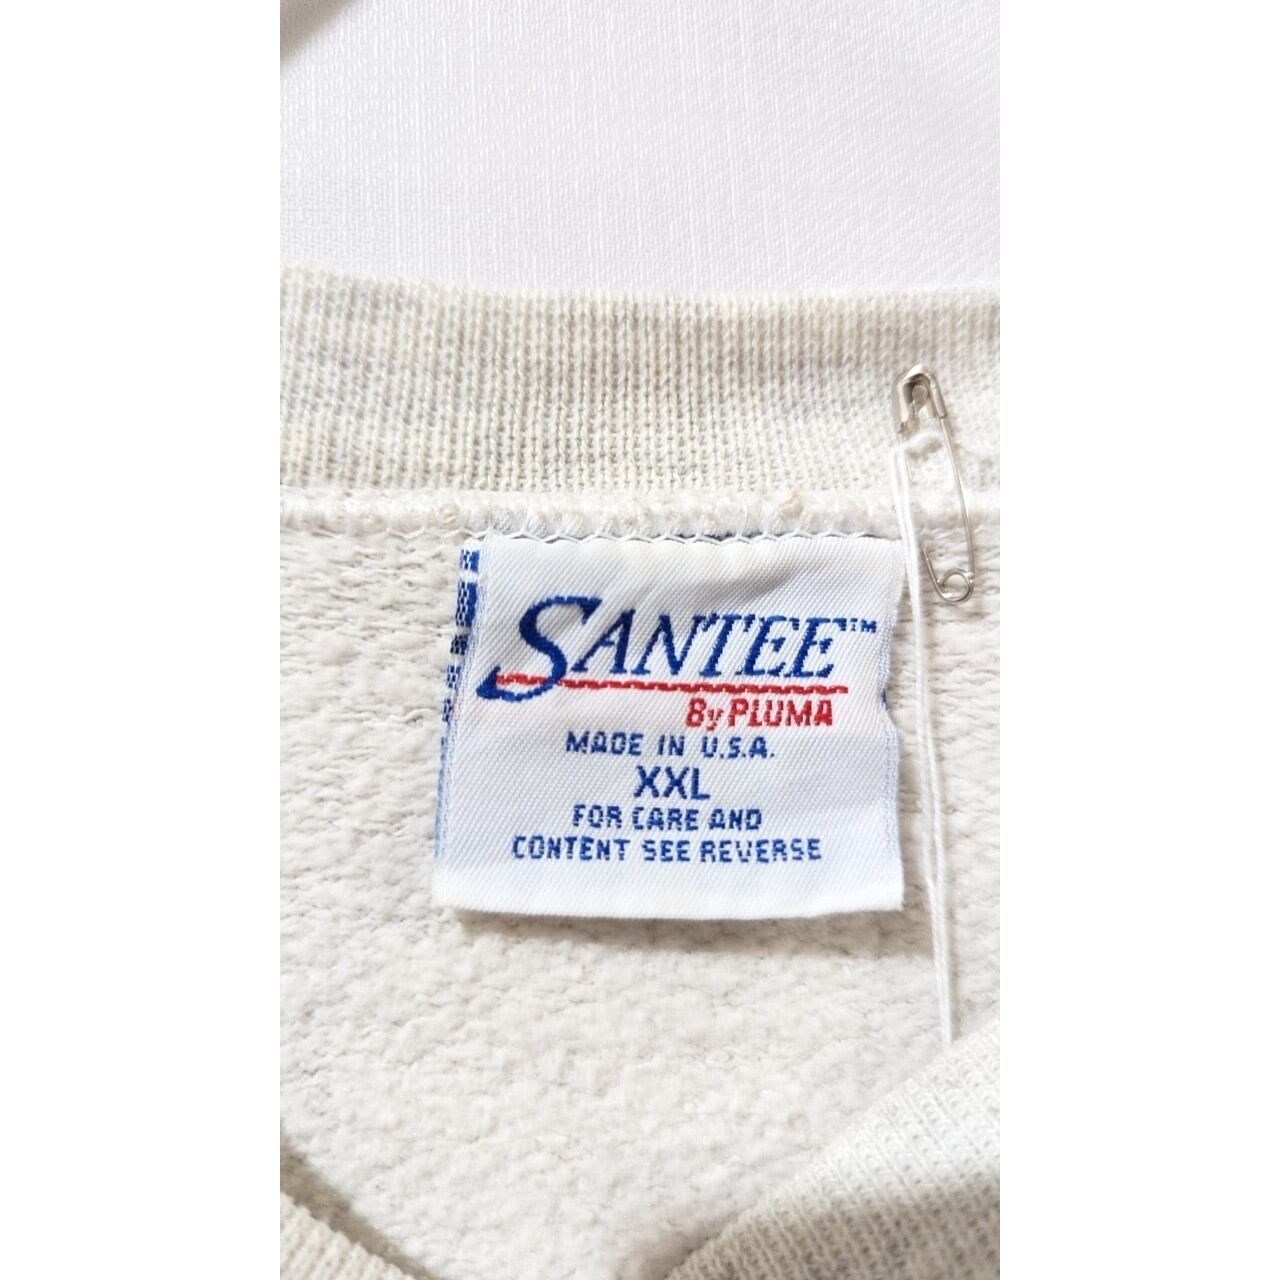 SANTEE™
By PLUMA
MADE IN U.S.A.
XXL
FOR CARE AND
CONTENT SEE REVERSE